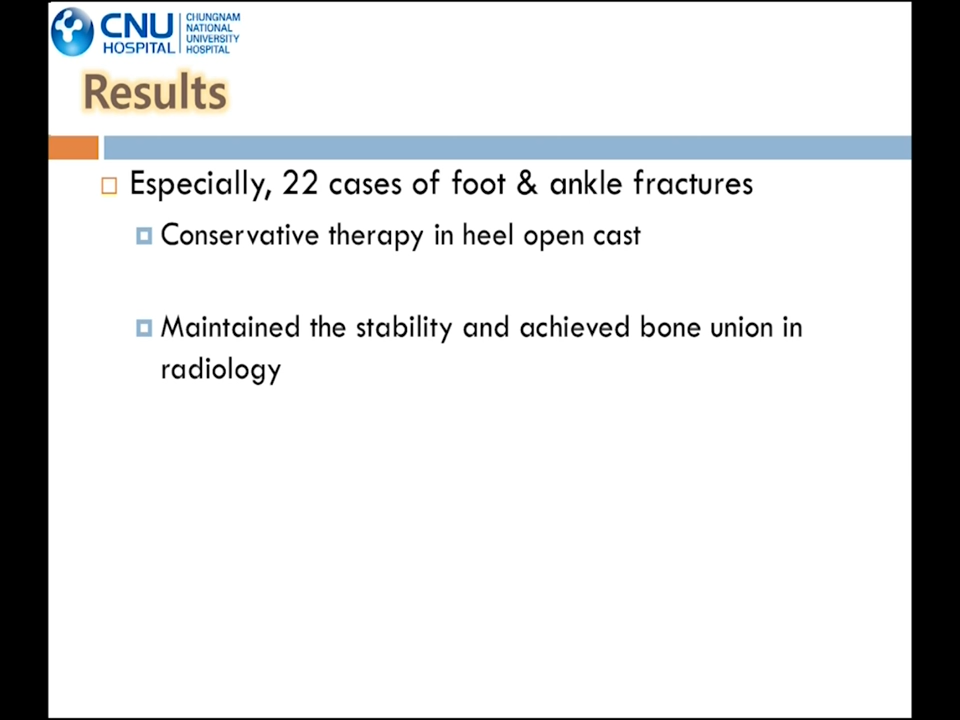 CNU
HOSPITAL
CHUNGNAM
NATIONAL
UNIVERSITY
HOSPITAL
Results
Especially, 22 cases of foot & ankle fractures
Conservative therapy in heel open cast
Maintained the stability and achieved bone union in
radiology